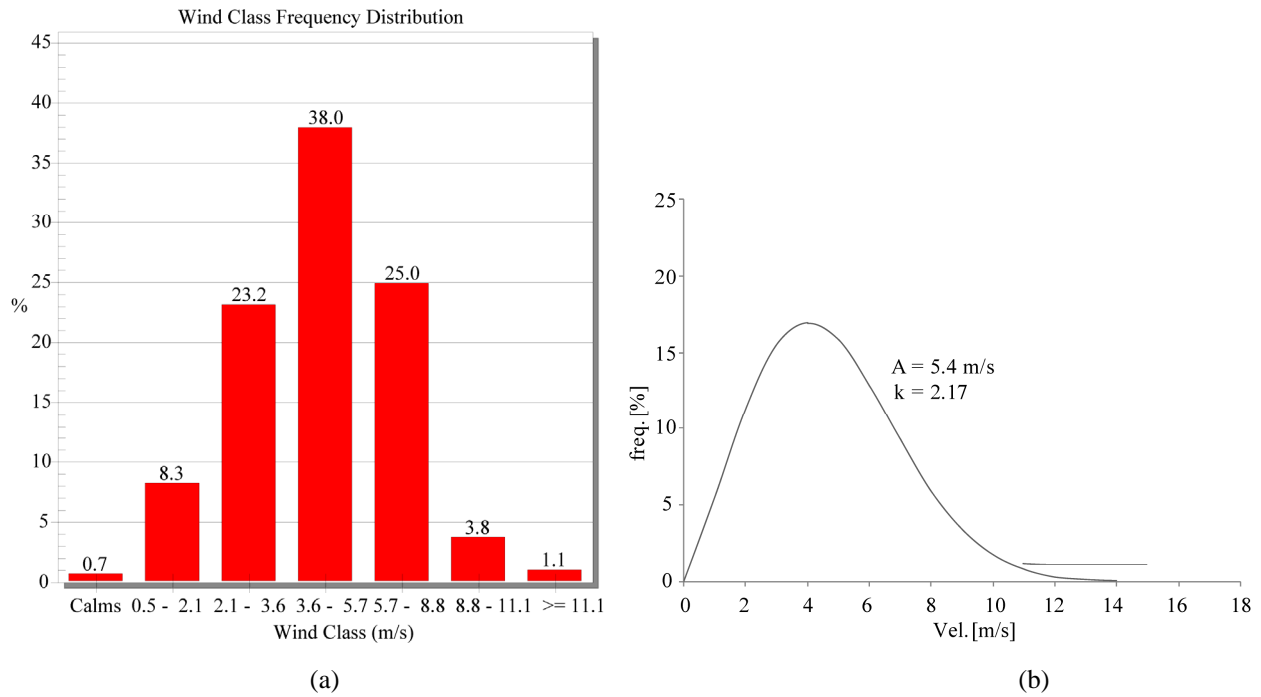 Wind Class Frequency Distribution
45
40
35
30
25
20
15
10
5
0
%
0.7
8.3
23.2
38.0
25.0
3.8
1.1
Calms 0.5 - 2.1 2.1 - 3.6 3.6 - 5.7 5.7 - 8.8 8.8 - 11.1 >= 11.1
Wind Class (m/s)
(a)
25
20
15
10
5
0
freq. [%]
A = 5.4 m/s
k = 2.17
0 2 4 6 8 10 12 14 16 18
Vel. [m/s]
(b)